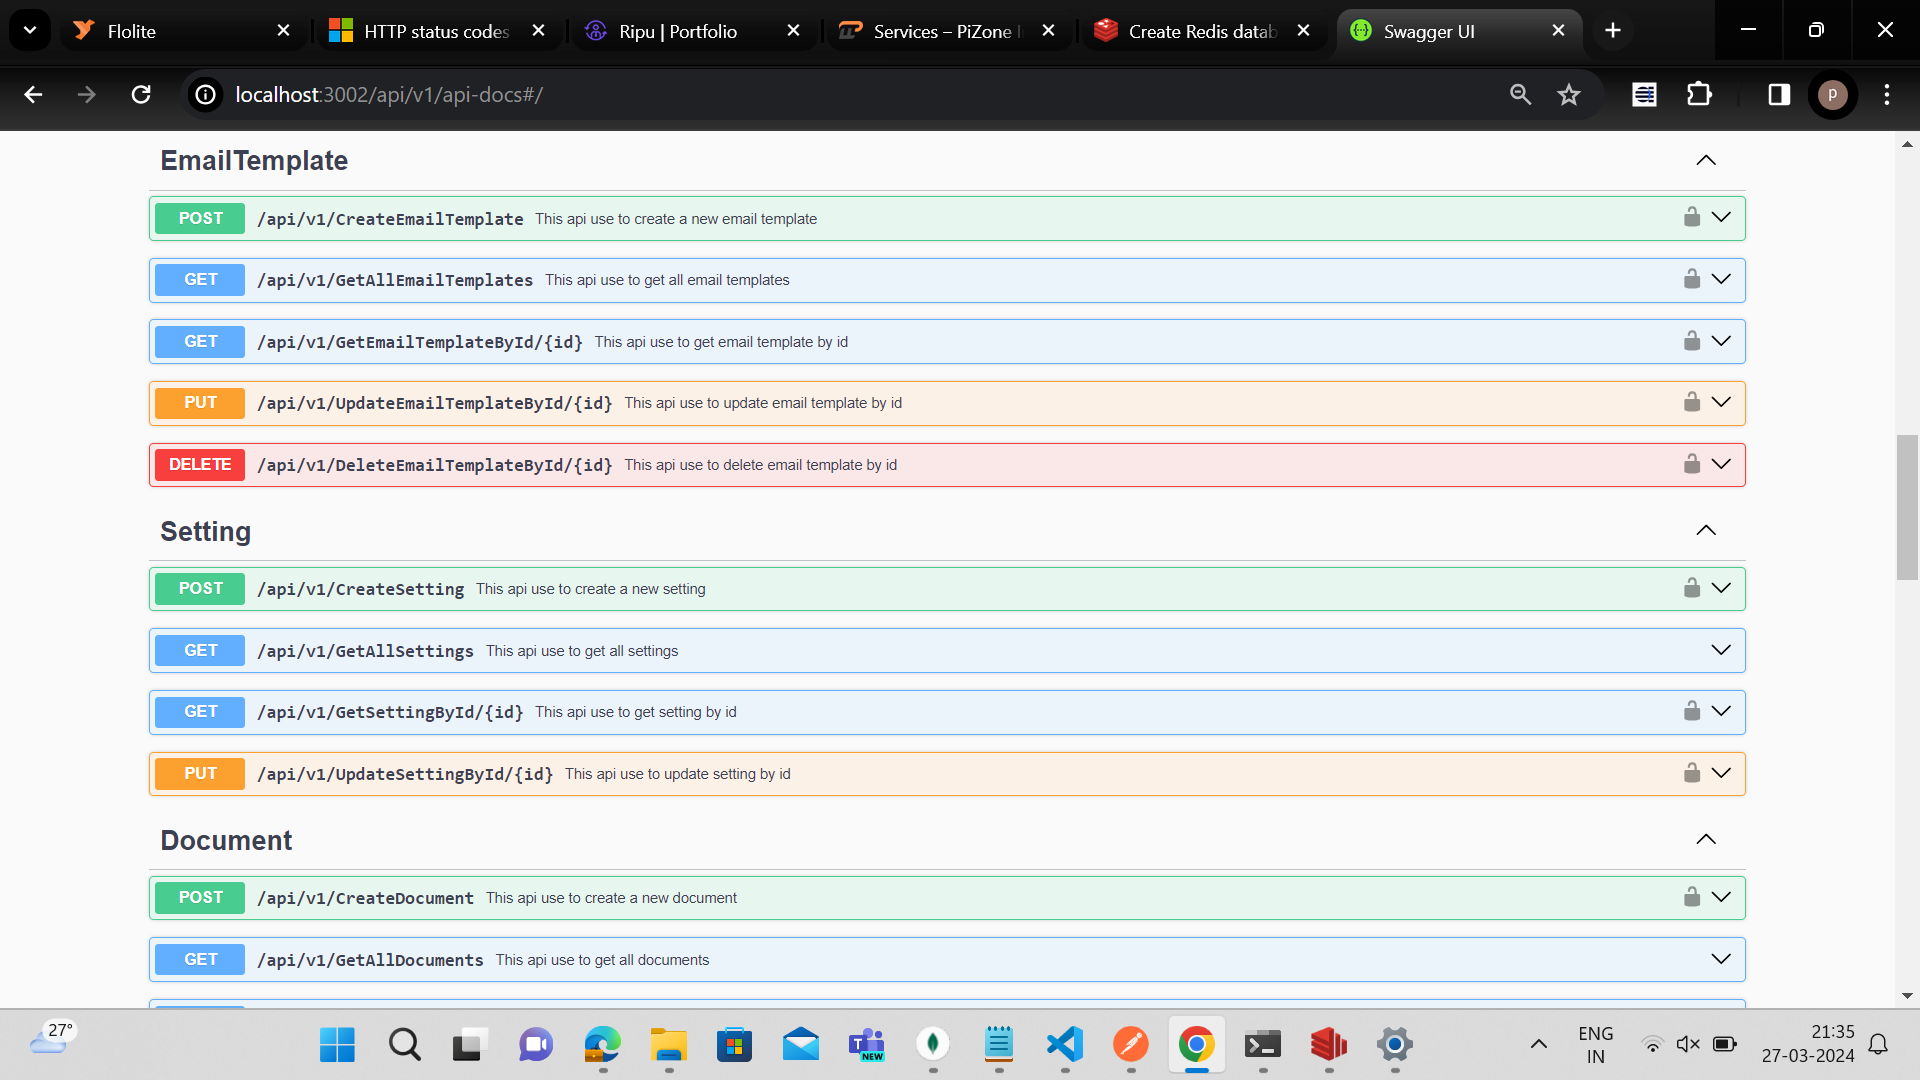 Flolite
HTTP status codes
Ripu | Portfolio
Services – PiZone I
Create Redis datab
Swagger UI
localhost:3002/api/v1/api-docs#/
p
EmailTemplate
POST /api/v1/CreateEmailTemplate This api use to create a new email template
GET /api/v1/GetAllEmailTemplates This api use to get all email templates
GET /api/v1/GetEmailTemplateById/{id} This api use to get email template by id
PUT /api/v1/UpdateEmailTemplateById/{id} This api use to update email template by id
DELETE /api/v1/DeleteEmailTemplateById/{id} This api use to delete email template by id
Setting
POST /api/v1/CreateSetting This api use to create a new setting
GET /api/v1/GetAllSettings This api use to get all settings
GET /api/v1/GetSettingById/{id} This api use to get setting by id
PUT /api/v1/UpdateSettingById/{id} This api use to update setting by id
Document
POST /api/v1/CreateDocument This api use to create a new document
GET /api/v1/GetAllDocuments This api use to get all documents
27°
T
NEW
ENG
IN
21:35
27-03-2024